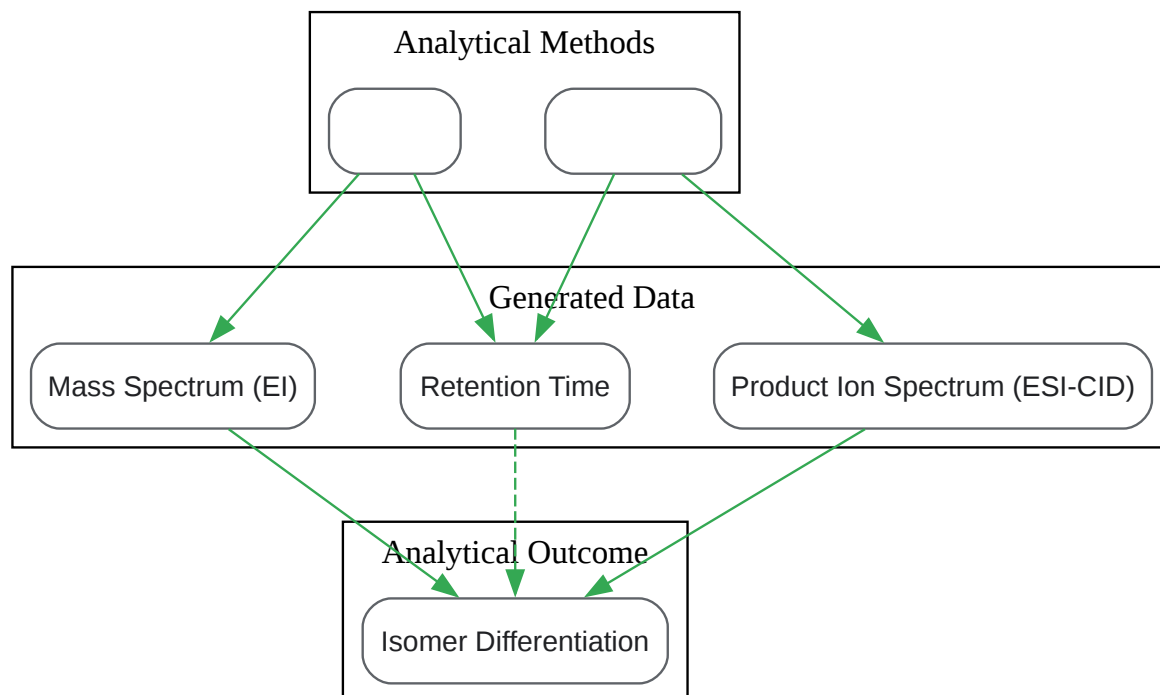 Analytical Methods
Generated Data
Mass Spectrum (EI)
Retention Time
Product Ion Spectrum (ESI-CID)
Analytical Outcome
Isomer Differentiation